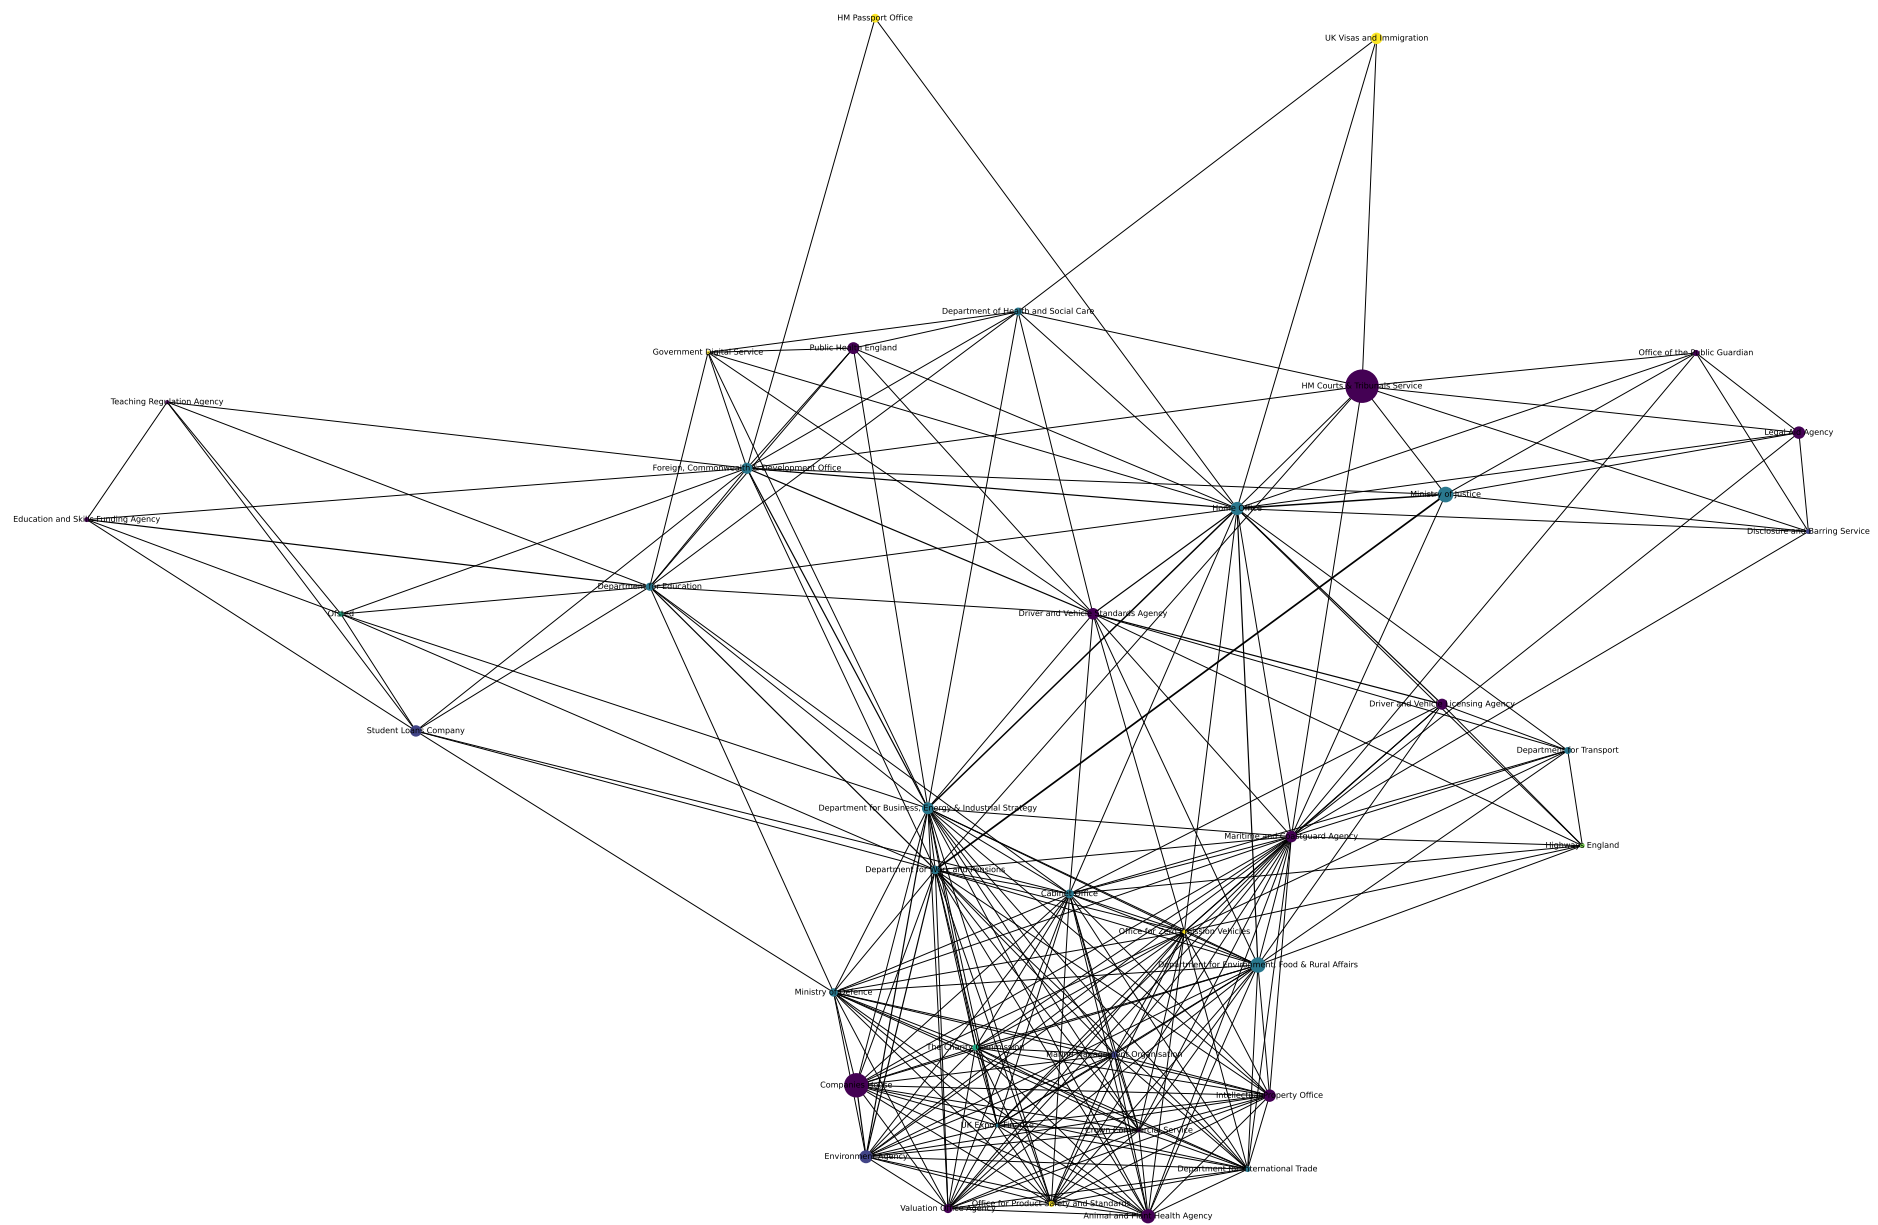 HM Passport Office
UK Visas and Immigration
Department of Health and Social Care
Public Health England
Government Digital Service
Office of the Public Guardian
HM Courts & Tribunals Service
Teaching Regulation Agency
Legal Aid Agency
Foreign, Commonwealth & Development Office
Ministry of Justice
Home Office
Education and Skills Funding Agency
Disclosure and Barring Service
Department for Education
Ofsted
Driver and Vehicle Standards Agency
Driver and Vehicle Licensing Agency
Student Loans Company
Department for Transport
Department for Business, Energy & Industrial Strategy
Maritime and Coastguard Agency
Highways England
Department for Work and Pensions
Cabinet Office
Office for Zero Emission Vehicles
Department for Environment, Food & Rural Affairs
Ministry of Defence
The Charity Commission
Marine Management Organisation
Companies House
Intellectual Property Office
UK Export Finance
Crown Commercial Service
Environment Agency
Department for International Trade
Office for Product Safety and Standards
Valuation Office Agency
Animal and Plant Health Agency